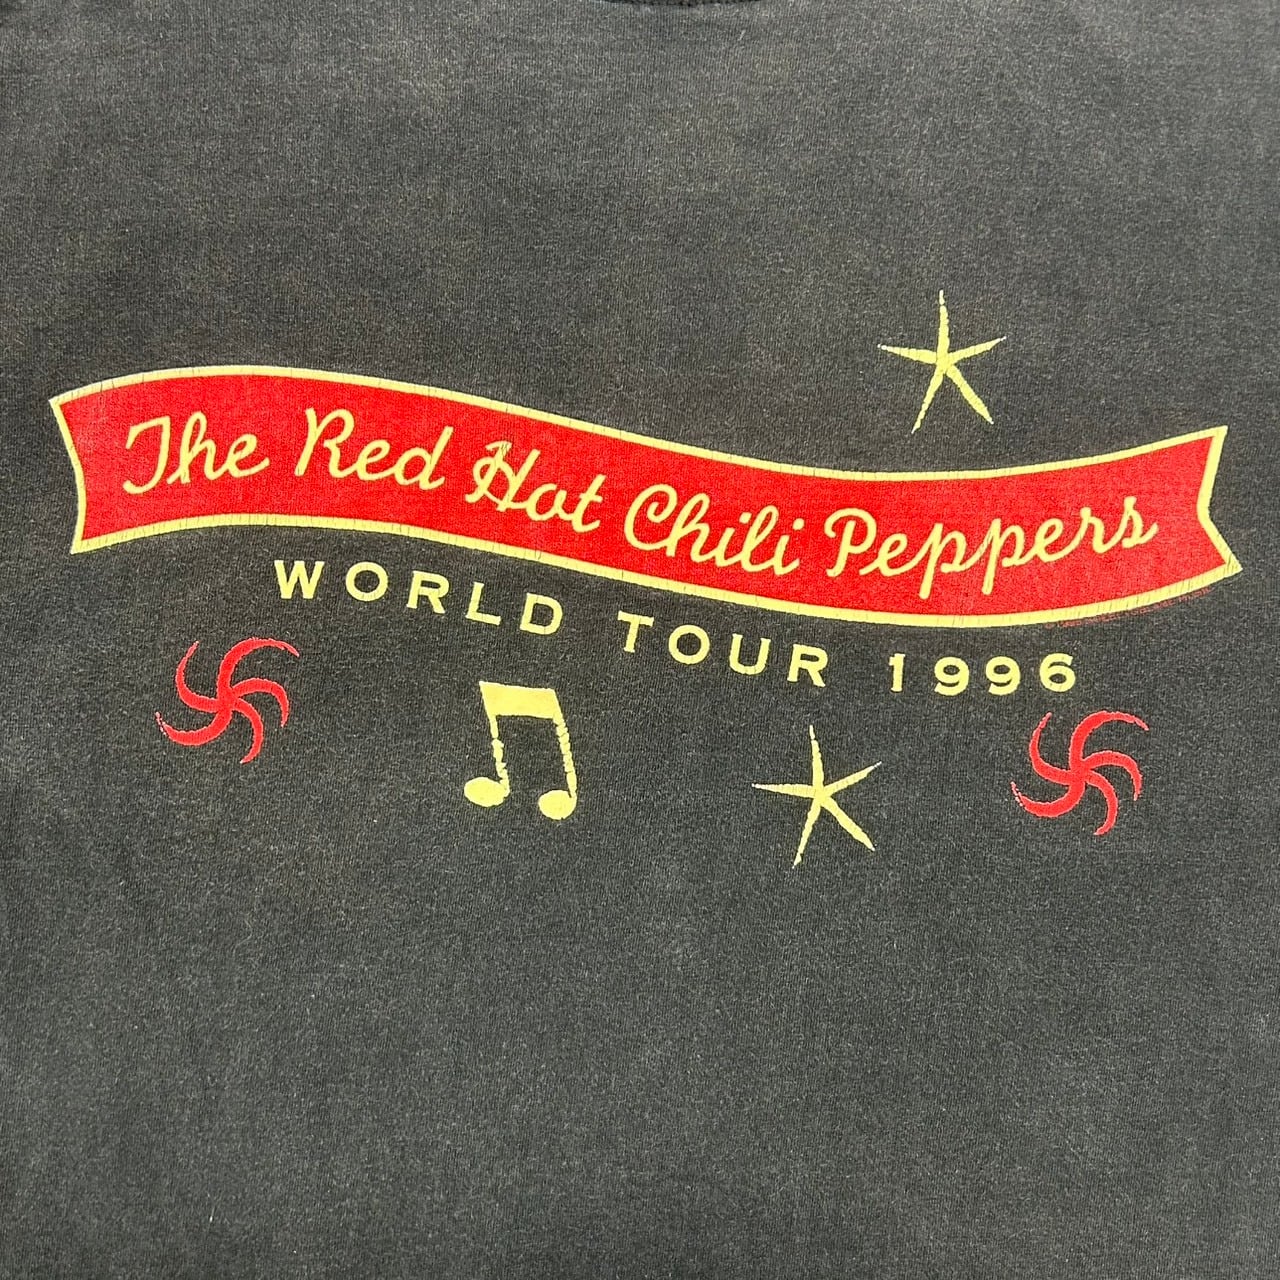 The Red Hot Chili Peppers
WORLD TOUR 1996